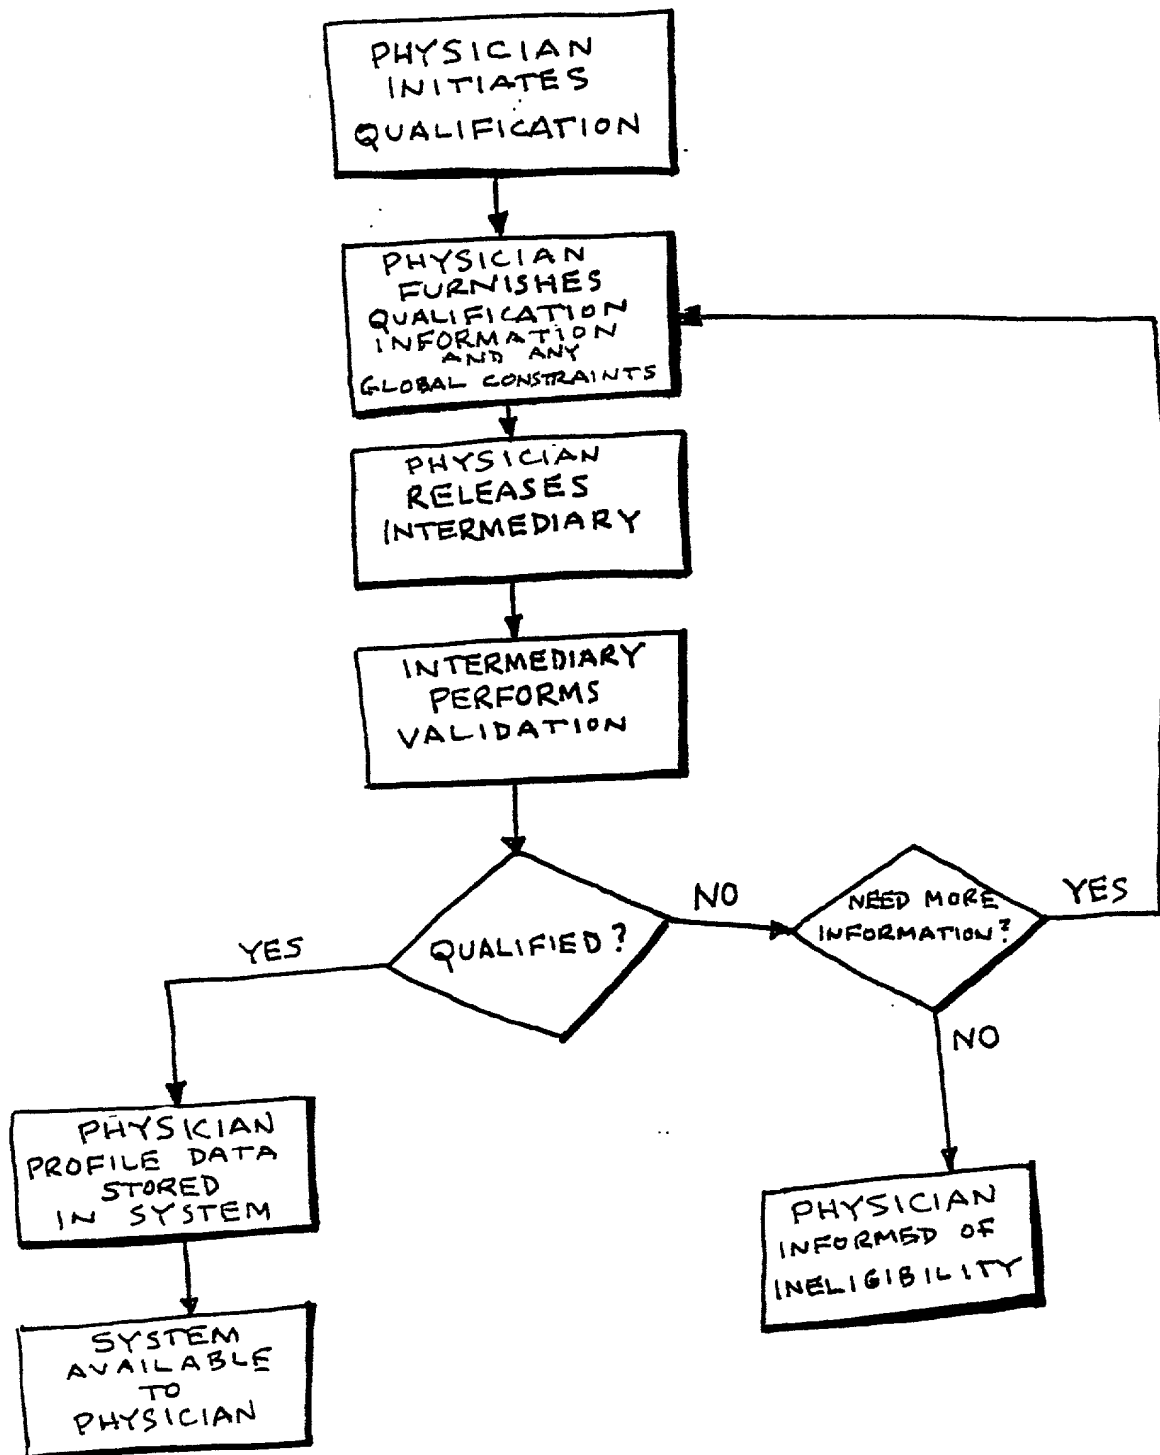 PHYSICIAN
INITIATES
QUALIFICATION
PHYSICIAN
FURNISHES
QUALIFICATION
INFORMATION
AND ANY
GLOBAL CONSTRAINTS
PHYSICIAN
RELEASES
INTERMEDIARY
INTERMEDIARY
PERFORMS
VALIDATION
QUALIFIED?
YES
NO
NEED MORE
INFORMATION?
YES
NO
PHYSICIAN
PROFILE DATA
STORED
IN SYSTEM
SYSTEM
AVAILABLE
TO
PHYSICIAN
PHYSICIAN
INFORMED OF
INELIGIBILITY